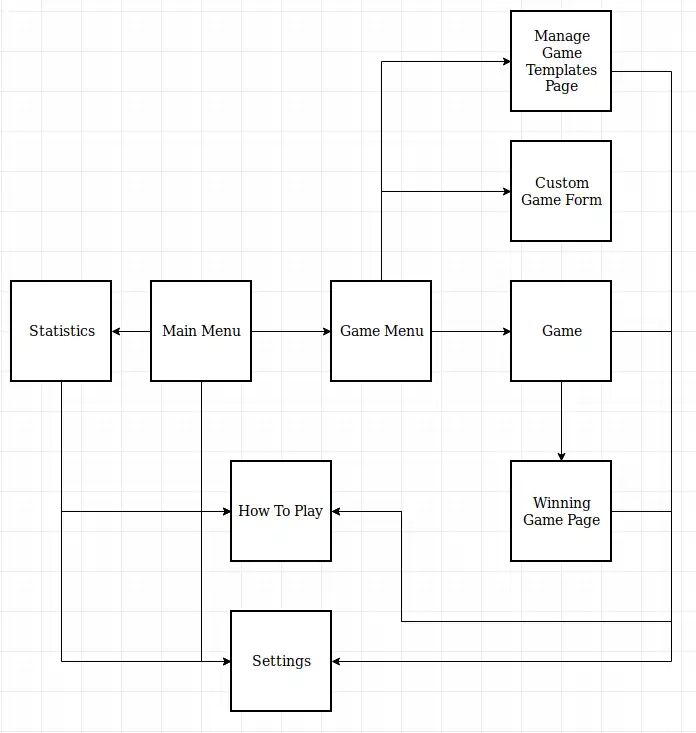 Manage
Game
Templates
Page
Custom
Game Form
Statistics
Main Menu
Game Menu
Game
How To Play
Winning
Game Page
Settings